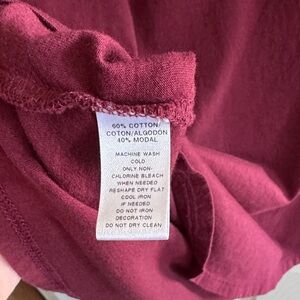 60% COTTON/
COTON/ALGODON
40% MODAL
MACHINE WASH
COLD
ONLY NON-
CHLORINE BLEACH
WHEN NEEDED
RESHAPE DRY FLAT
COOL IRON
IF NEEDED
DO NOT IRON
DECORATION
DO NOT DRY CLEAN